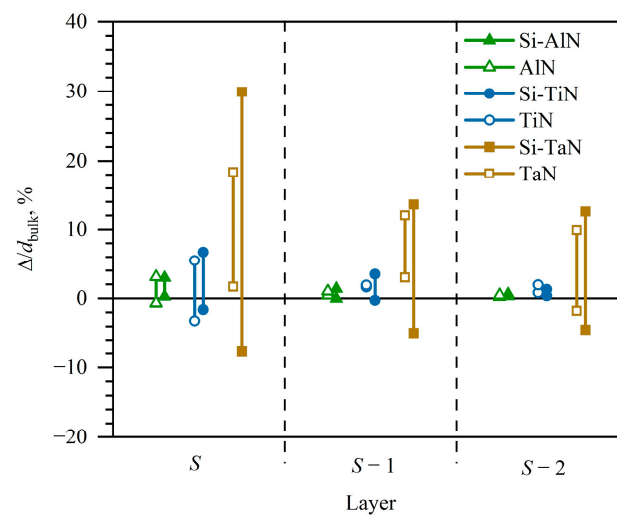 40
30
20
10
0
−10
−20
Δ/d_bulk, %
Si-AlN
AlN
Si-TiN
TiN
Si-TaN
TaN
S
S − 1
S − 2
Layer